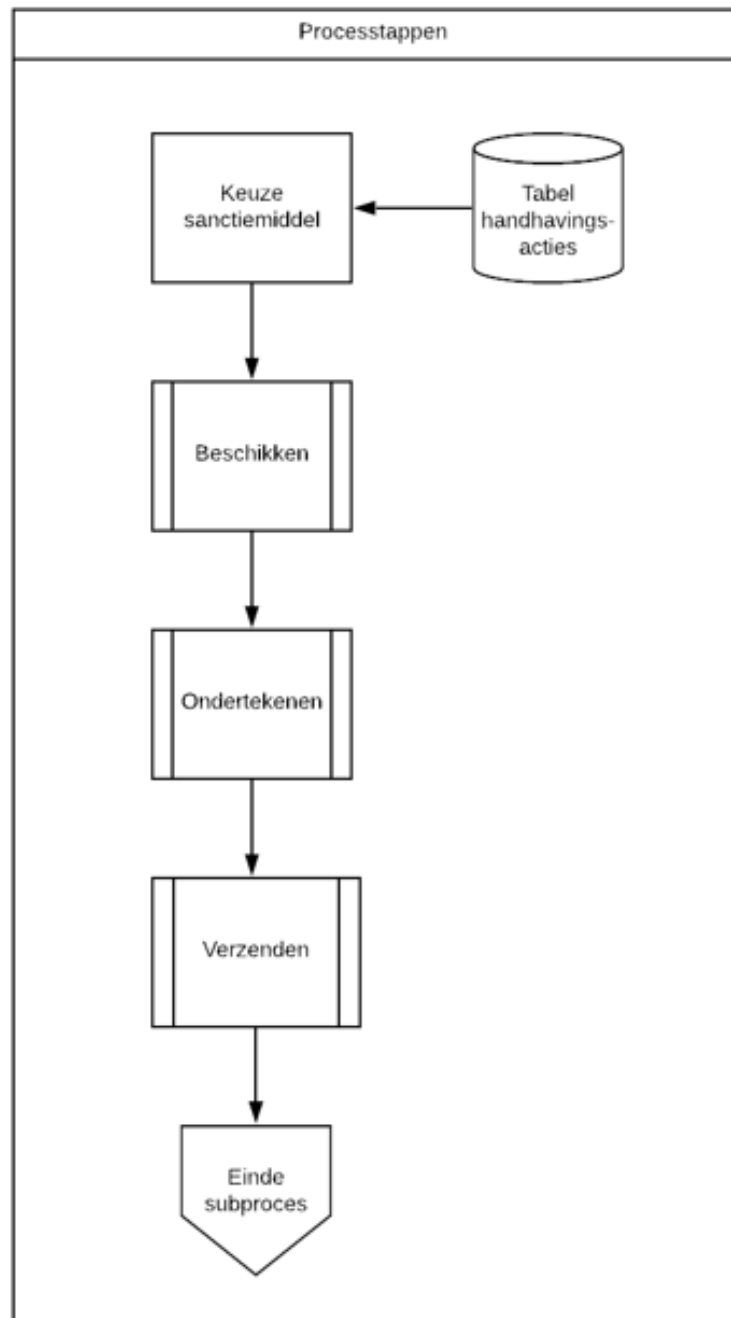 Processtappen
Keuze
sanctiemiddel
Tabel
handhavings-
acties
Beschikken
Ondertekenen
Verzenden
Einde
subproces